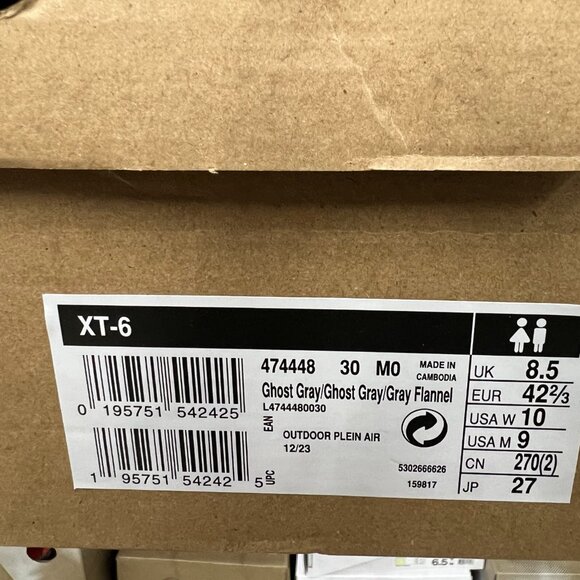 XT-6
474448 30 M0 MADE IN CAMBODIA
Ghost Gray/Ghost Gray/Gray Flannel
L4744480030
0 195751 542425
EAN
OUTDOOR PLEIN AIR
12/23
1 95751 54242 5
UPC
5302666626
159817
UK 8.5
EUR 42⅔
USA W 10
USA M 9
CN 270(2)
JP 27
6.5